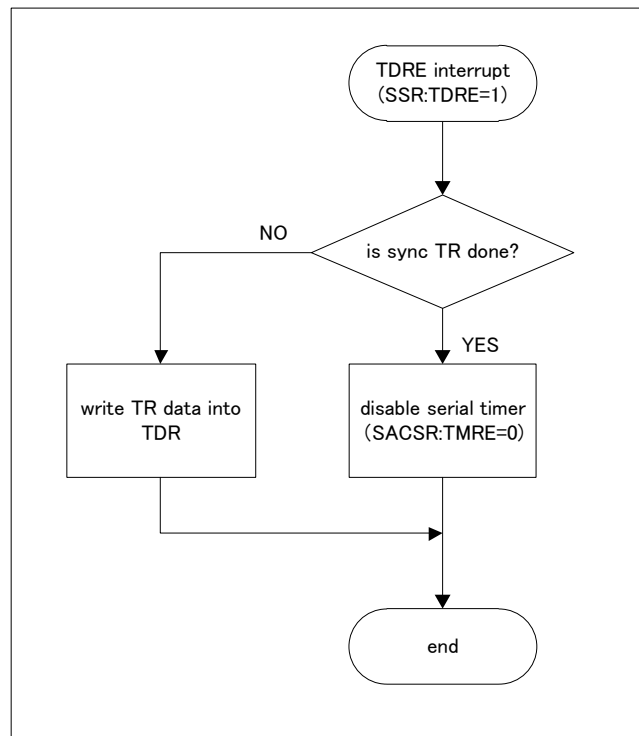 TDRE interrupt
(SSR:TDRE=1)
is sync TR done?
NO
YES
write TR data into
TDR
disable serial timer
(SACSR:TMRE=0)
end